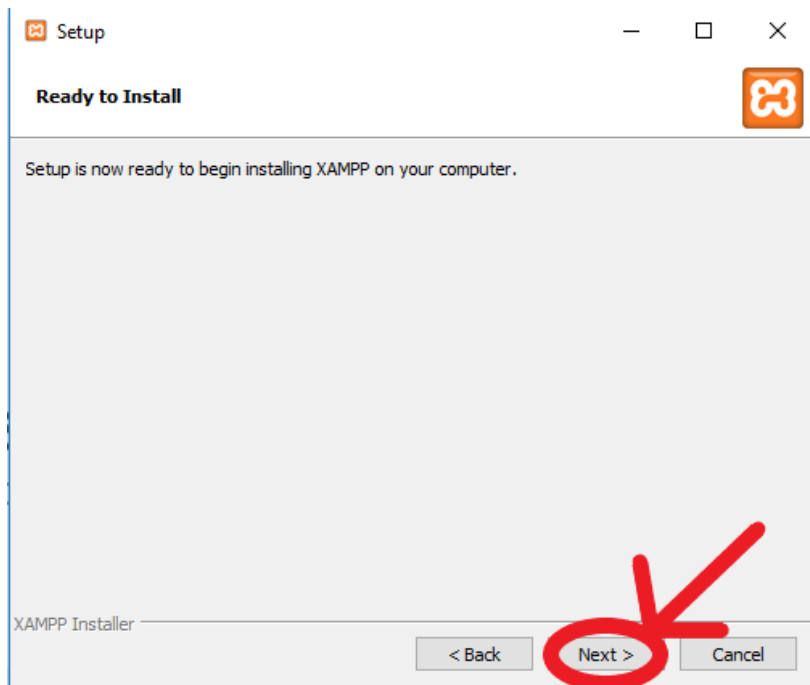 Setup
Ready to Install
Setup is now ready to begin installing XAMPP on your computer.
XAMPP Installer
< Back Next > Cancel